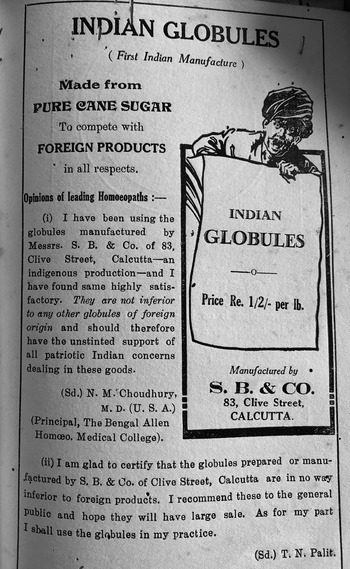 INDIAN GLOBULES
( First Indian Manufacture )
Made from
PURE CANE SUGAR
To compete with
FOREIGN PRODUCTS
in all respects.
Opinions of leading Homoeopaths :—
(i) I have been using the
globules manufactured by
Messrs. S. B. & Co. of 83,
Clive Street, Calcutta—an
indigenous production—and I
have found same highly satis-
factory. They are not inferior
to any other globules of foreign
origin and should therefore
have the unstinted support of
all patriotic Indian concerns
dealing in these goods.
(Sd.) N. M. Choudhury,
M. D. (U. S. A.)
(Principal, The Bengal Allen
Homœo. Medical College).
INDIAN
GLOBULES
—o—
Price Re. 1/2/- per lb.
Manufactured by
S. B. & CO.
83, Clive Street,
CALCUTTA.
(ii) I am glad to certify that the globules prepared or manu-
factured by S. B. & Co. of Clive Street, Calcutta are in no way
inferior to foreign products. I recommend these to the general
public and hope they will have large sale. As for my part
I shall use the globules in my practice.
(Sd.) T. N. Palit.